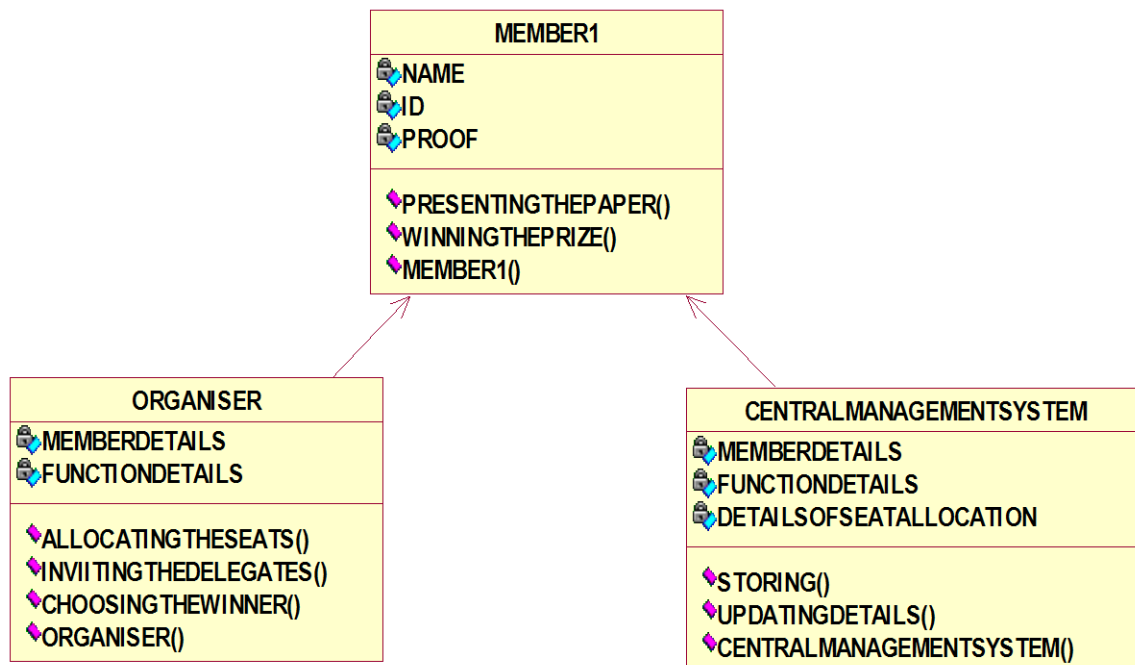 MEMBER1
NAME
ID
PROOF
PRESENTINGTHEPAPER()
WINNINGTHEPRIZE()
MEMBER1()
ORGANISER
MEMBERDETAILS
FUNCTIONDETAILS
ALLOCATINGTHESEATS()
INVIITINGTHEDELEGATES()
CHOOSINGTHEWINNER()
ORGANISER()
CENTRALMANAGEMENTSYSTEM
MEMBERDETAILS
FUNCTIONDETAILS
DETAILSOFSEATALLOCATION
STORING()
UPDATINGDETAILS()
CENTRALMANAGEMENTSYSTEM()